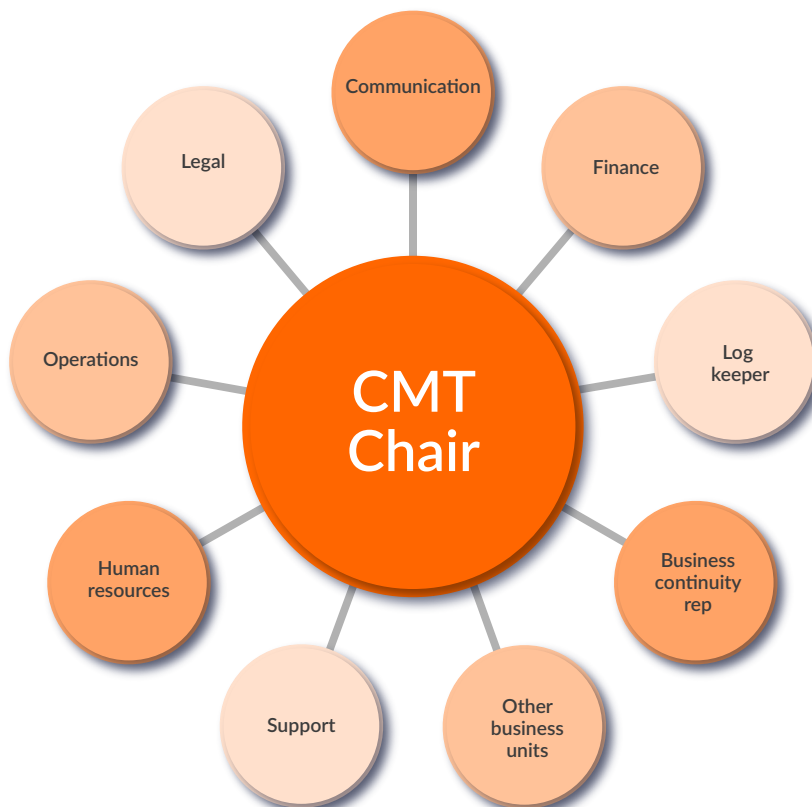 Communication
Legal
Finance
Operations
Log
keeper
CMT
Chair
Human
resources
Business
continuity
rep
Support
Other
business
units